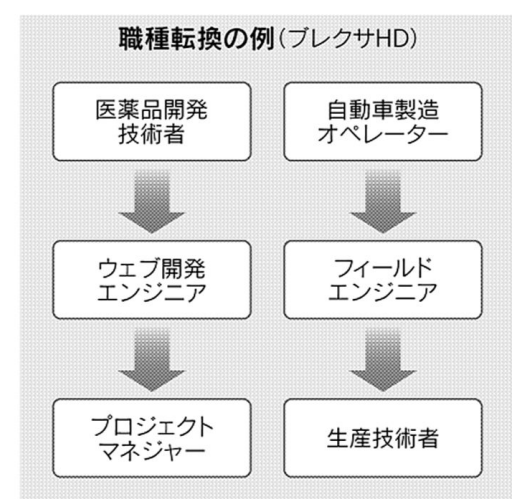 職種転換の例(ブレクサHD)
医薬品開発
技術者
自動車製造
オペレーター
ウェブ開発
エンジニア
フィールド
エンジニア
プロジェクト
マネジャー
生産技術者